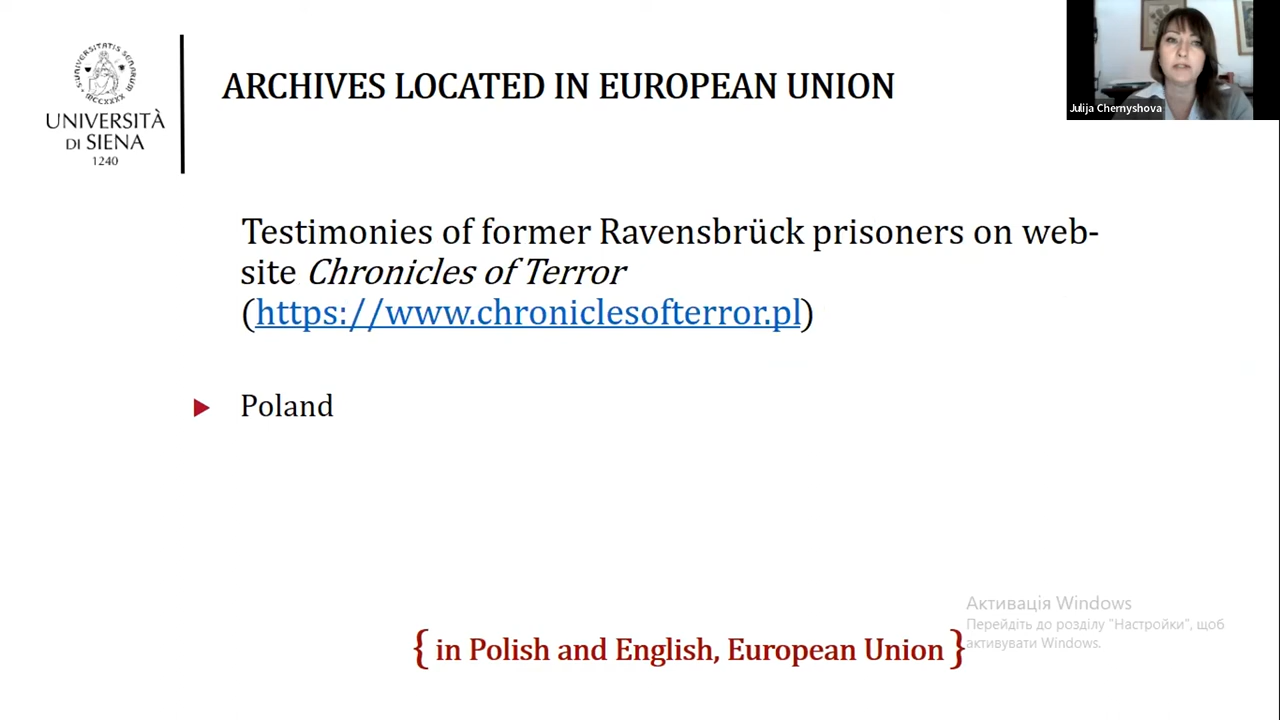 UNIVERSITÀ
DI SIENA
1240
ARCHIVES LOCATED IN EUROPEAN UNION
Julija Chernyshova
Testimonies of former Ravensbrück prisoners on web-
site Chronicles of Terror
(https://www.chroniclesofterror.pl)
Poland
{ in Polish and English, European Union }
Активація Windows
Перейдіть до розділу "Настройки", щоб
активувати Windows.